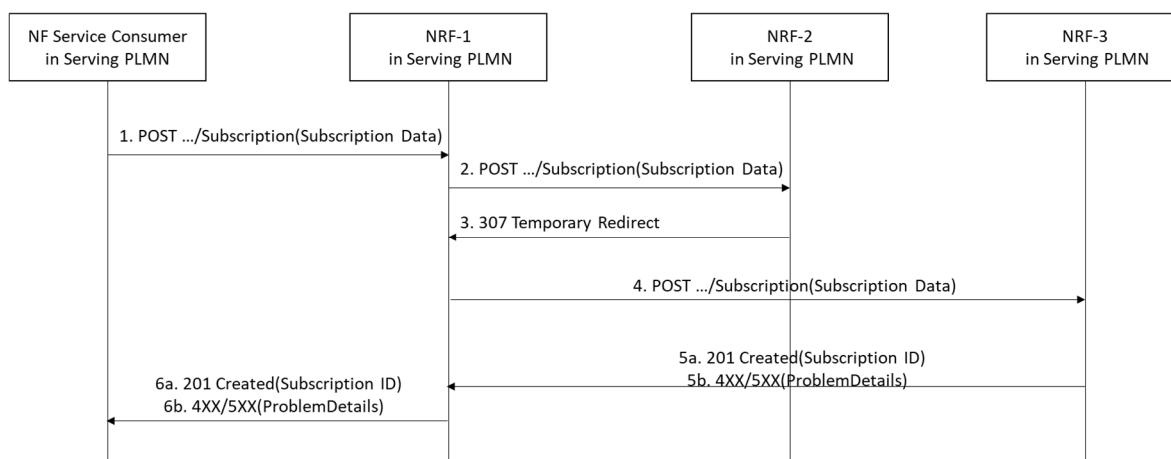 NF Service Consumer
in Serving PLMN
NRF-1
in Serving PLMN
NRF-2
in Serving PLMN
NRF-3
in Serving PLMN
1. POST .../Subscription(Subscription Data)
2. POST .../Subscription(Subscription Data)
3. 307 Temporary Redirect
4. POST .../Subscription(Subscription Data)
5a. 201 Created(Subscription ID)
5b. 4XX/5XX(ProblemDetails)
6a. 201 Created(Subscription ID)
6b. 4XX/5XX(ProblemDetails)